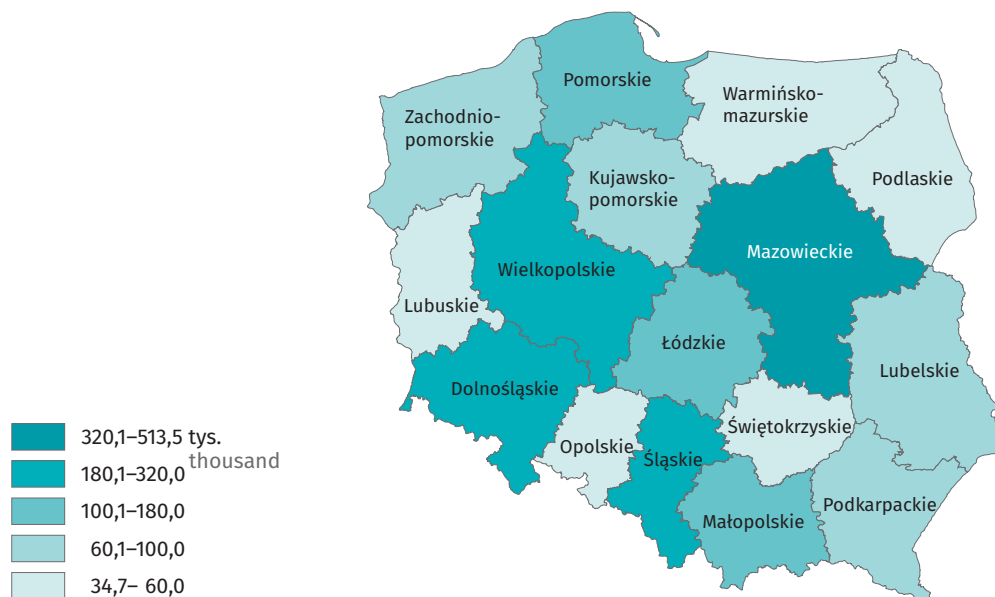 Pomorskie
Warmińsko-
mazurskie
Zachodnio-
pomorskie
Kujawsko-
pomorskie
Podlaskie
Mazowieckie
Wielkopolskie
Lubuskie
Łódzkie
Lubelskie
Dolnośląskie
Świętokrzyskie
Opolskie
Śląskie
Podkarpackie
Małopolskie
320,1–513,5 tys.
thousand
180,1–320,0
100,1–180,0
60,1–100,0
34,7– 60,0